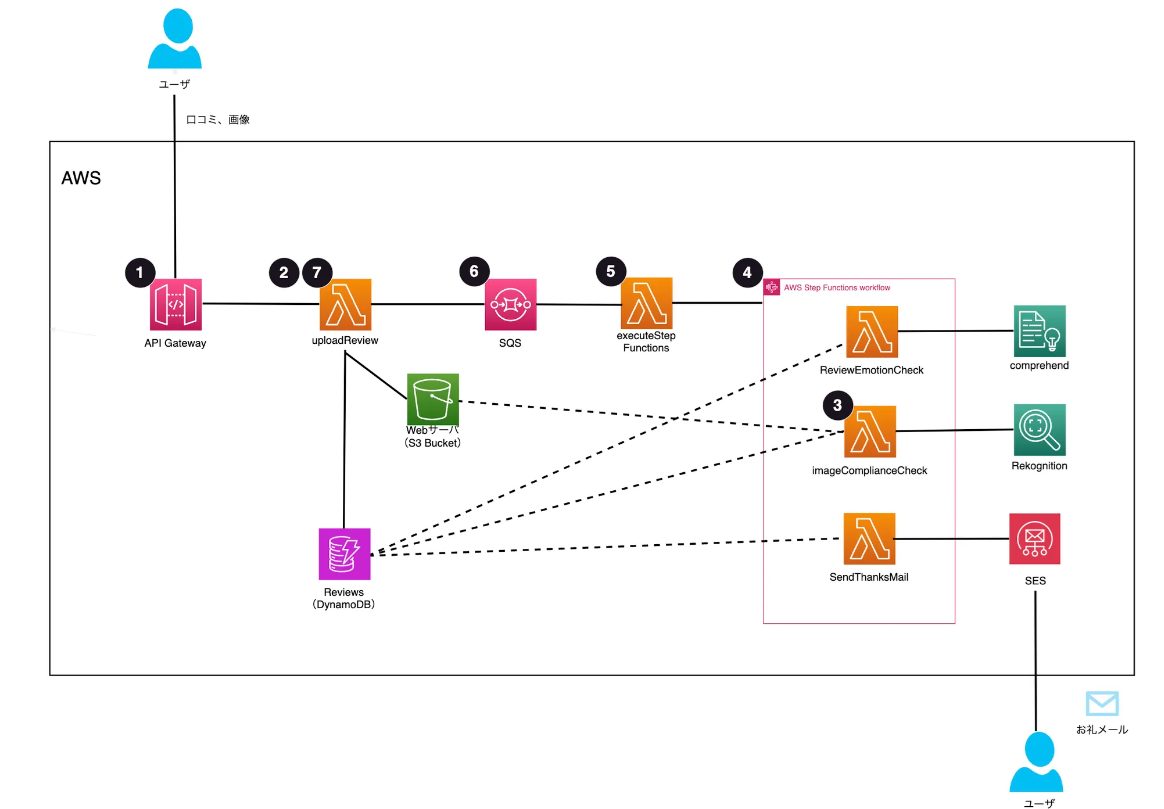 ユーザ
口コミ、画像
AWS
1
2
7
6
5
4
AWS Step Functions workflow
API Gateway
uploadReview
SQS
executeStep
Functions
ReviewEmotionCheck
comprehend
Webサーバ
（S3 Bucket）
3
imageComplianceCheck
Rekognition
Reviews
（DynamoDB）
SendThanksMail
SES
お礼メール
ユーザ